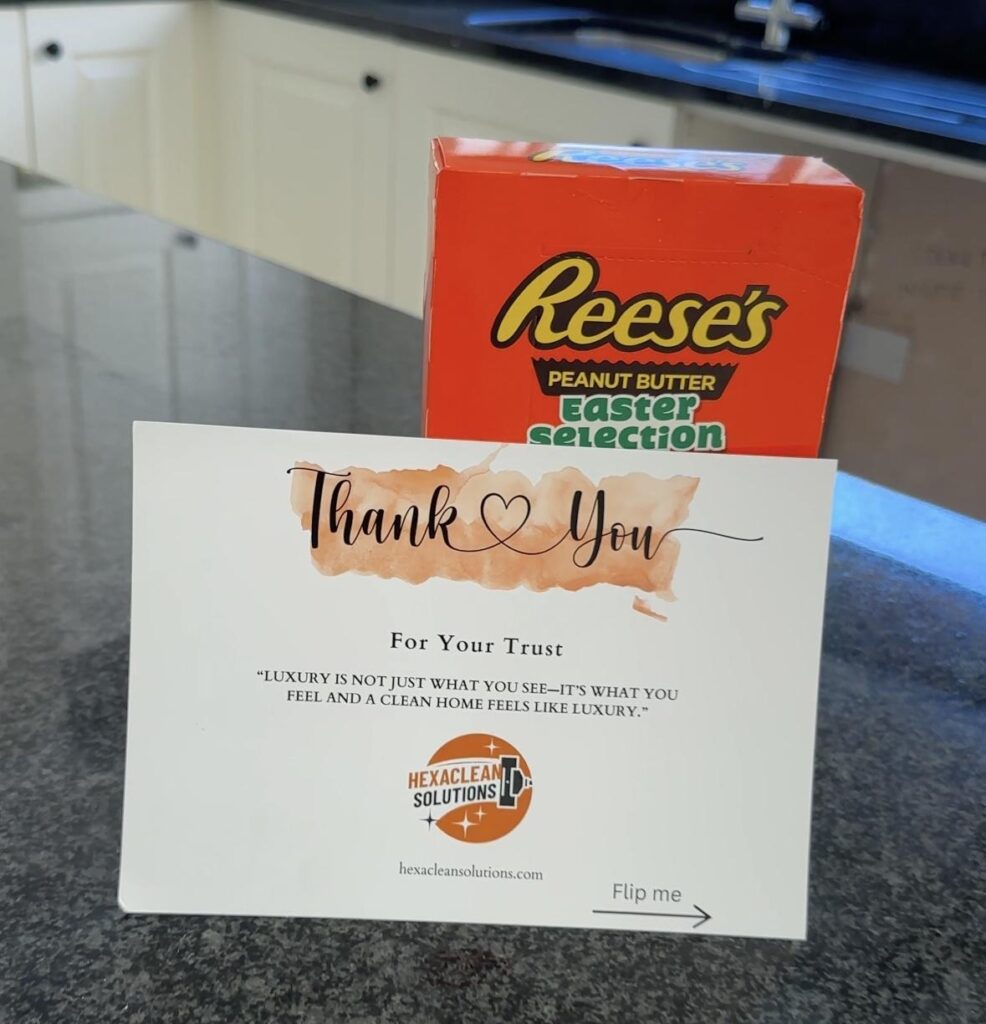 Reese's
Reese's
PEANUT BUTTER
Easter
Selection
Thank You
For Your Trust
“LUXURY IS NOT JUST WHAT YOU SEE—IT'S WHAT YOU
FEEL AND A CLEAN HOME FEELS LIKE LUXURY.”
HEXACLEAN
SOLUTIONS
hexacleansolutions.com
Flip me